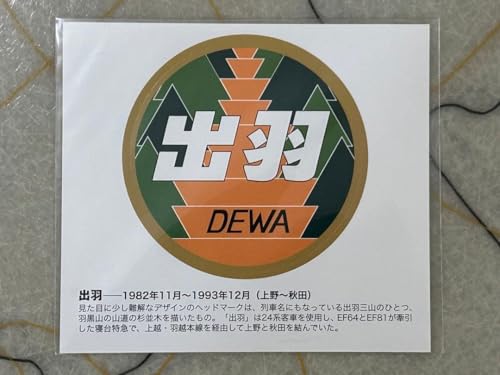 出羽
DEWA
出羽——1982年11月〜1993年12月（上野〜秋田）
見た目に少し難解なデザインのヘッドマークは、列車名にもなっている出羽三山のひとつ、
羽黒山の山道の杉並木を描いたもの。「出羽」は24系客車を使用し、EF64とEF81が牽引
した寝台特急で、上越・羽越本線を経由して上野と秋田を結んでいた。